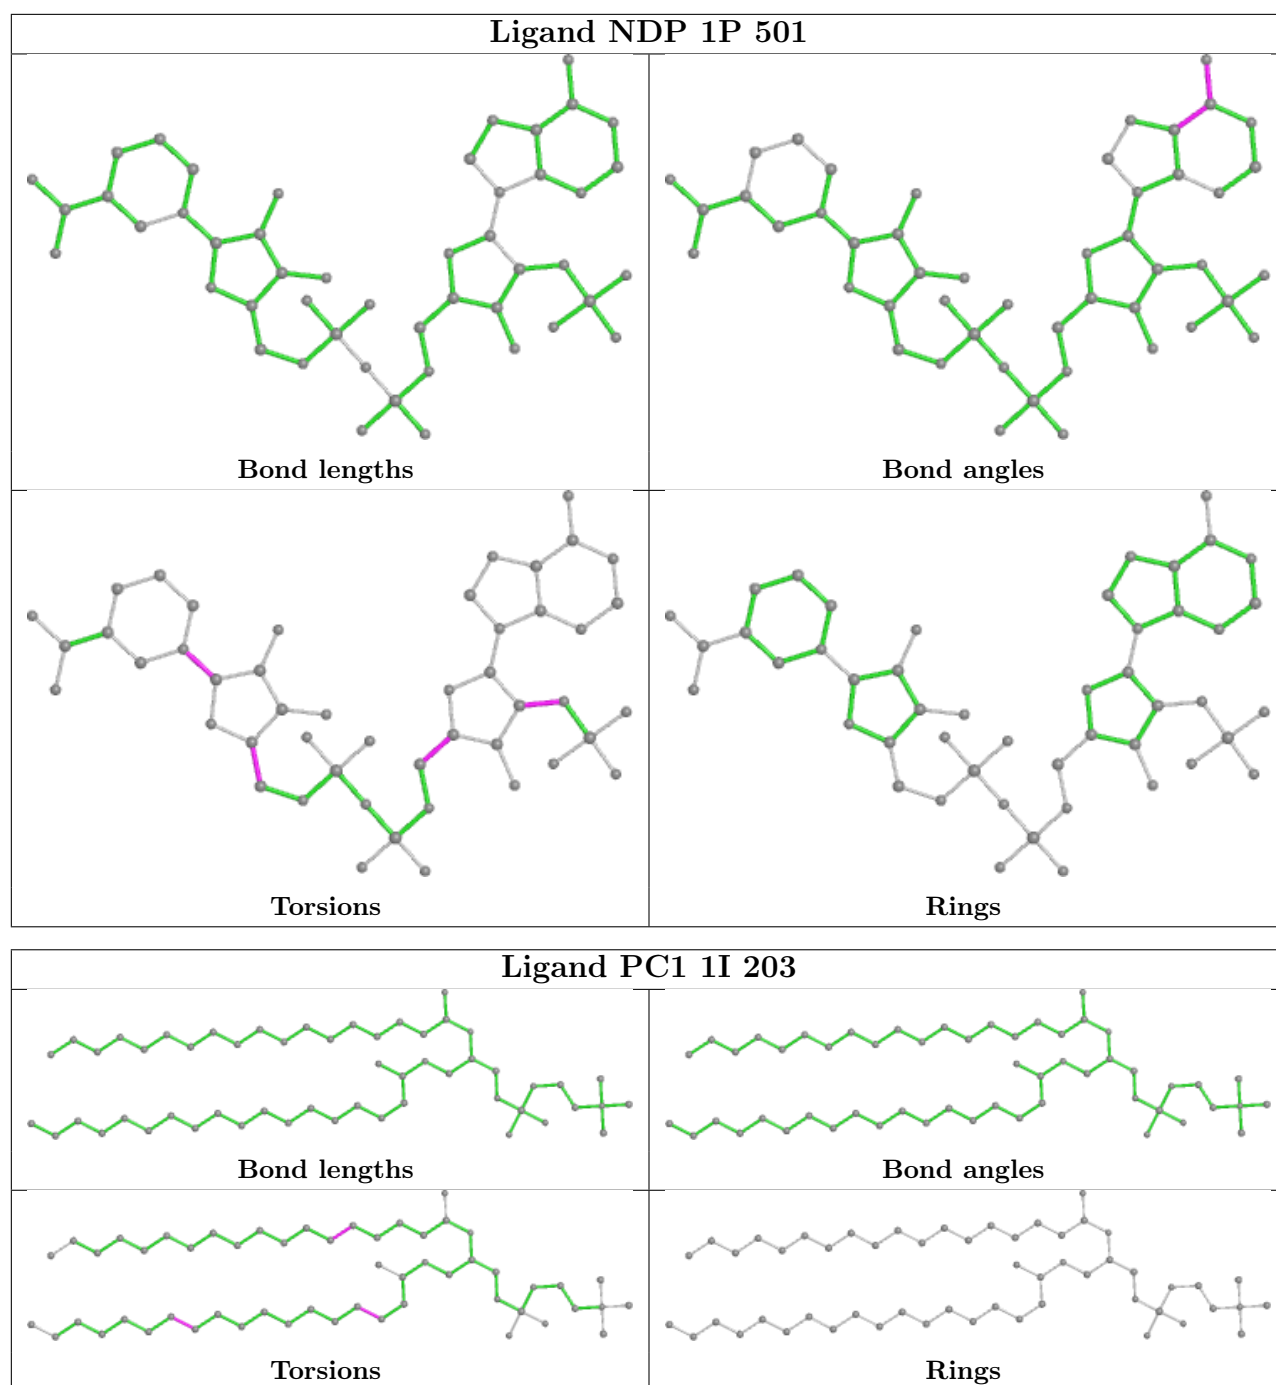 Ligand NDP 1P 501
Bond lengths
Bond angles
Torsions
Rings
Ligand PC1 1I 203
Bond lengths
Bond angles
Torsions
Rings